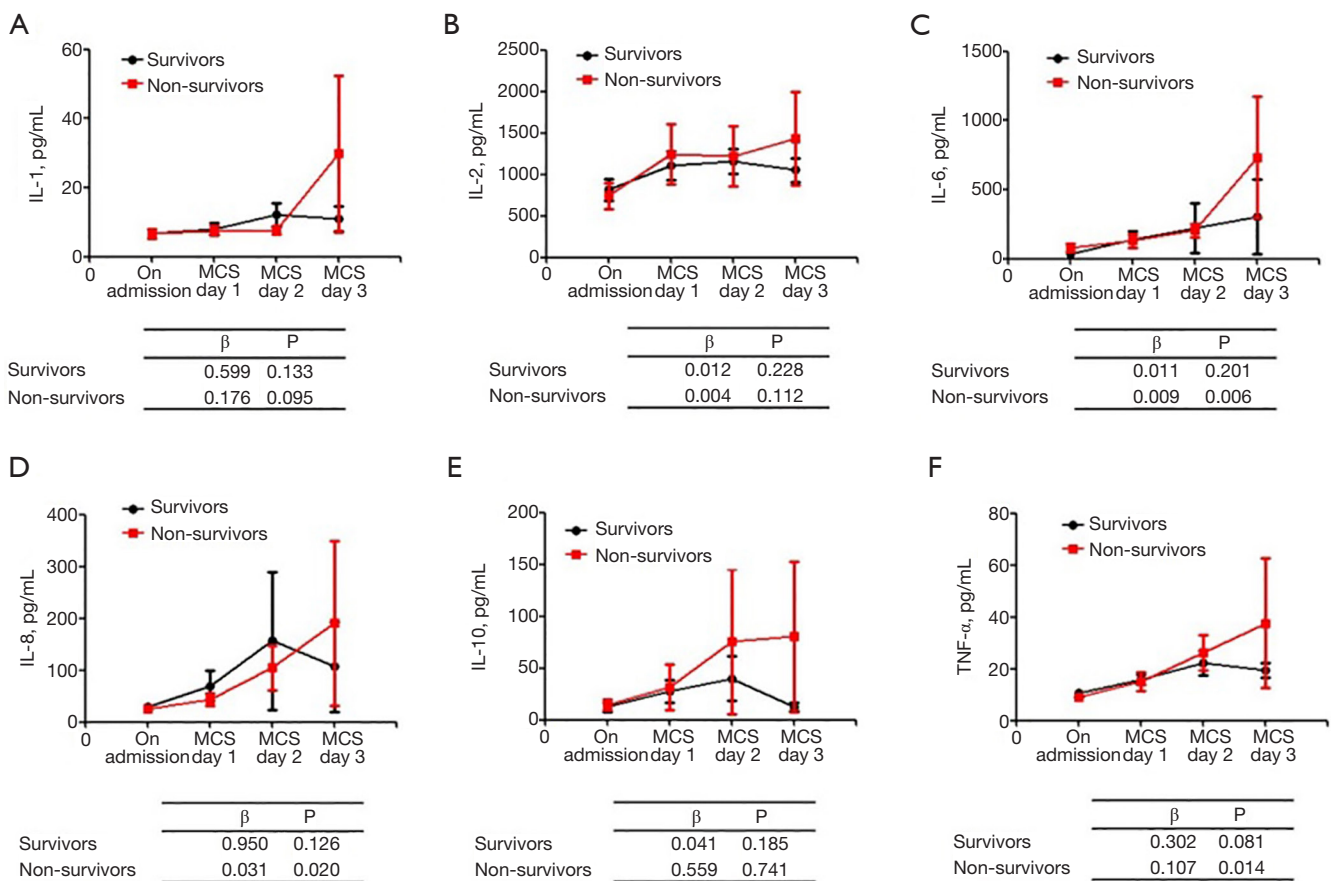 A
60
40
20
0
0
IL-1, pg/mL
Survivors
Non-survivors
On admission
MCS day 1
MCS day 2
MCS day 3
β P
Survivors 0.599 0.133
Non-survivors 0.176 0.095
B
2500
2000
1500
1000
500
0
0
IL-2, pg/mL
Survivors
Non-survivors
On admission
MCS day 1
MCS day 2
MCS day 3
β P
Survivors 0.012 0.228
Non-survivors 0.004 0.112
C
1500
1000
500
0
0
IL-6, pg/mL
Survivors
Non-survivors
On admission
MCS day 1
MCS day 2
MCS day 3
β P
Survivors 0.011 0.201
Non-survivors 0.009 0.006
D
400
300
200
100
0
0
IL-8, pg/mL
Survivors
Non-survivors
On admission
MCS day 1
MCS day 2
MCS day 3
β P
Survivors 0.950 0.126
Non-survivors 0.031 0.020
E
200
150
100
50
0
0
IL-10, pg/mL
Survivors
Non-survivors
On admission
MCS day 1
MCS day 2
MCS day 3
β P
Survivors 0.041 0.185
Non-survivors 0.559 0.741
F
80
60
40
20
0
0
TNF-α, pg/mL
Survivors
Non-survivors
On admission
MCS day 1
MCS day 2
MCS day 3
β P
Survivors 0.302 0.081
Non-survivors 0.107 0.014